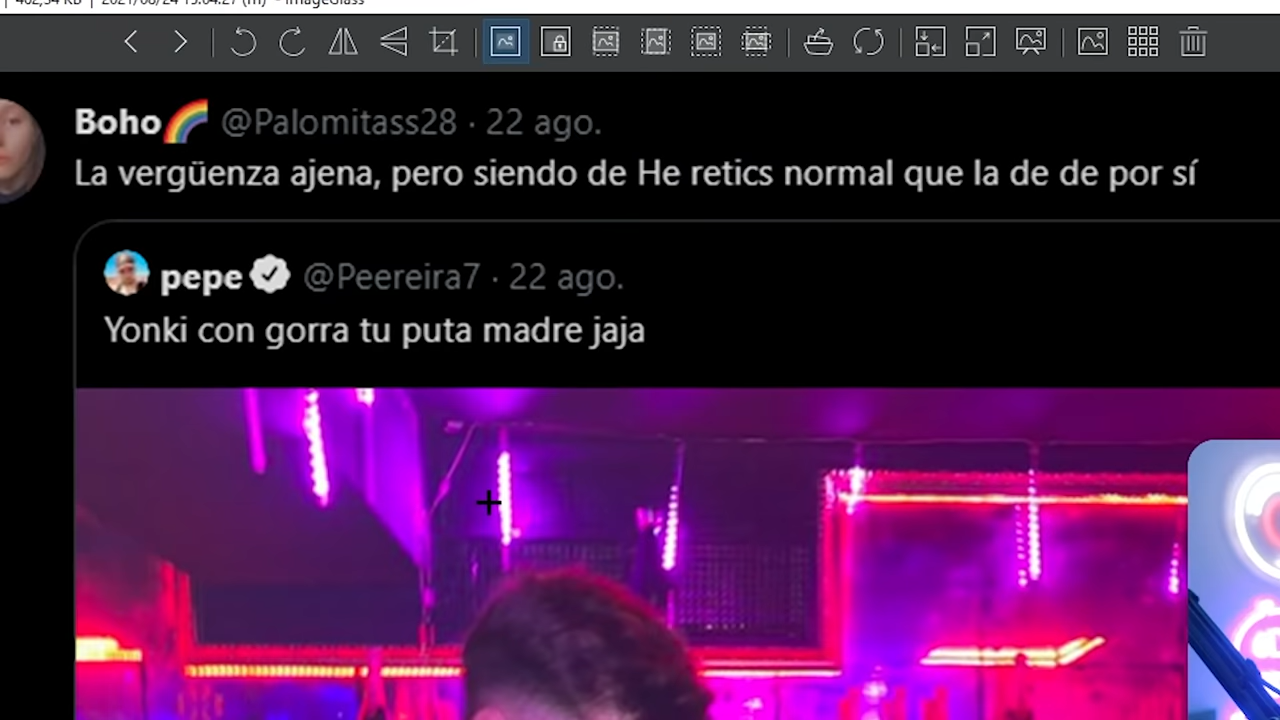 Boho🌈 @Palomitass28 · 22 ago.
La vergüenza ajena, pero siendo de He retics normal que la de de por sí
pepe @Peereira7 · 22 ago.
Yonki con gorra tu puta madre jaja